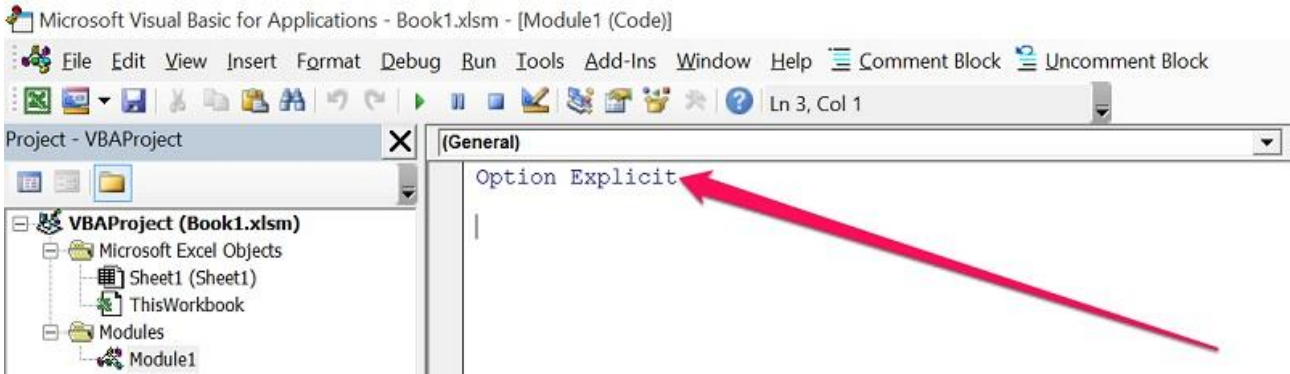 Microsoft Visual Basic for Applications - Book1.xlsm - [Module1 (Code)]
File Edit View Insert Format Debug Run Tools Add-Ins Window Help Comment Block Uncomment Block
Ln 3, Col 1
Project - VBAProject
(General)
Option Explicit
VBAProject (Book1.xlsm)
Microsoft Excel Objects
Sheet1 (Sheet1)
ThisWorkbook
Modules
Module1